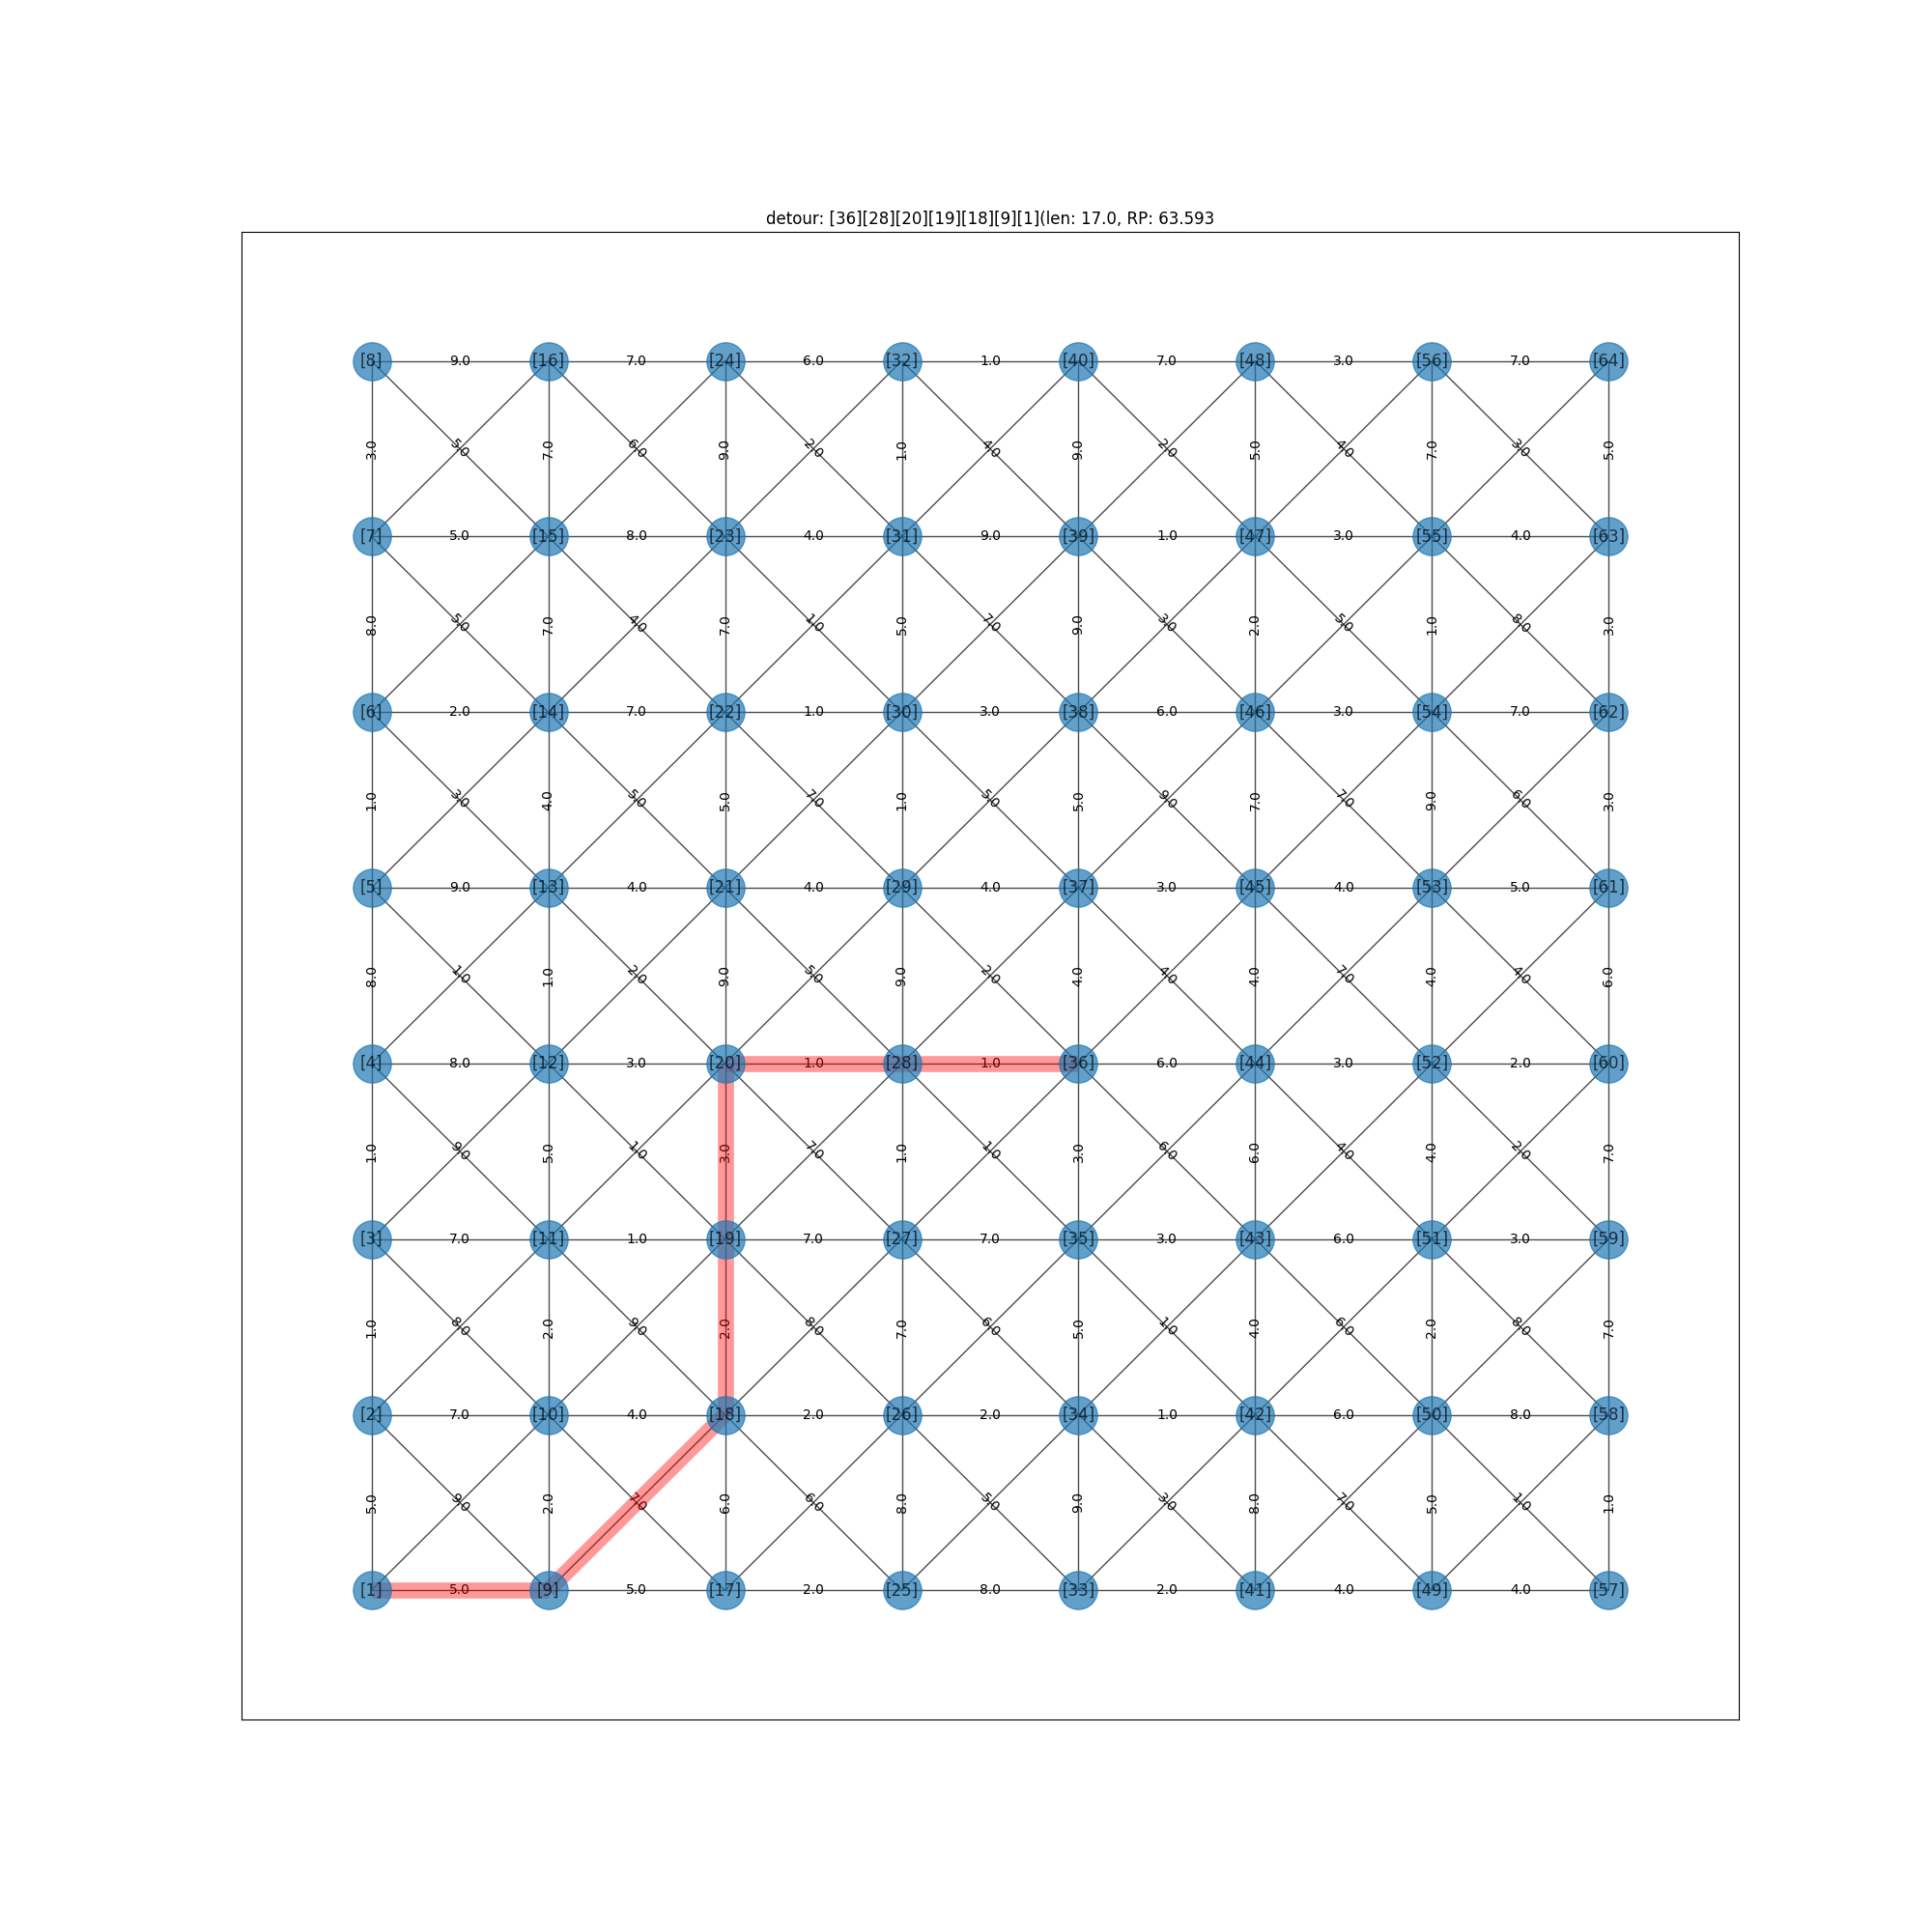 detour: [36][28][20][19][18][9][1](len: 17.0, RP: 63.593
[8] 9.0 [16] 7.0 [24] 6.0 [32] 1.0 [40] 7.0 [48] 3.0 [56] 7.0 [64]
3.0 5.0 7.0 6.0 9.0 2.0 1.0 4.0 9.0 2.0 5.0 4.0 7.0 3.0 5.0
[7] 5.0 [15] 8.0 [23] 4.0 [31] 9.0 [39] 1.0 [47] 3.0 [55] 4.0 [63]
8.0 5.0 7.0 4.0 7.0 1.0 5.0 7.0 9.0 3.0 2.0 5.0 1.0 8.0 3.0
[6] 2.0 [14] 7.0 [22] 1.0 [30] 3.0 [38] 6.0 [46] 3.0 [54] 7.0 [62]
1.0 3.0 4.0 5.0 5.0 7.0 1.0 5.0 5.0 9.0 7.0 7.0 9.0 6.0 3.0
[5] 9.0 [13] 4.0 [21] 4.0 [29] 4.0 [37] 3.0 [45] 4.0 [53] 5.0 [61]
8.0 1.0 1.0 2.0 9.0 5.0 9.0 2.0 4.0 4.0 4.0 7.0 4.0 4.0 6.0
[4] 8.0 [12] 3.0 [20] 1.0 [28] 1.0 [36] 6.0 [44] 3.0 [52] 2.0 [60]
1.0 9.0 5.0 1.0 3.0 7.0 1.0 1.0 3.0 6.0 6.0 4.0 4.0 2.0 7.0
[3] 7.0 [11] 1.0 [19] 7.0 [27] 7.0 [35] 3.0 [43] 6.0 [51] 3.0 [59]
1.0 8.0 2.0 9.0 2.0 8.0 7.0 6.0 5.0 1.0 4.0 6.0 2.0 8.0 7.0
[2] 7.0 [10] 4.0 [18] 2.0 [26] 2.0 [34] 1.0 [42] 6.0 [50] 8.0 [58]
5.0 9.0 2.0 7.0 6.0 6.0 8.0 5.0 9.0 3.0 8.0 7.0 5.0 1.0 1.0
[1] 5.0 [9] 5.0 [17] 2.0 [25] 8.0 [33] 2.0 [41] 4.0 [49] 4.0 [57]